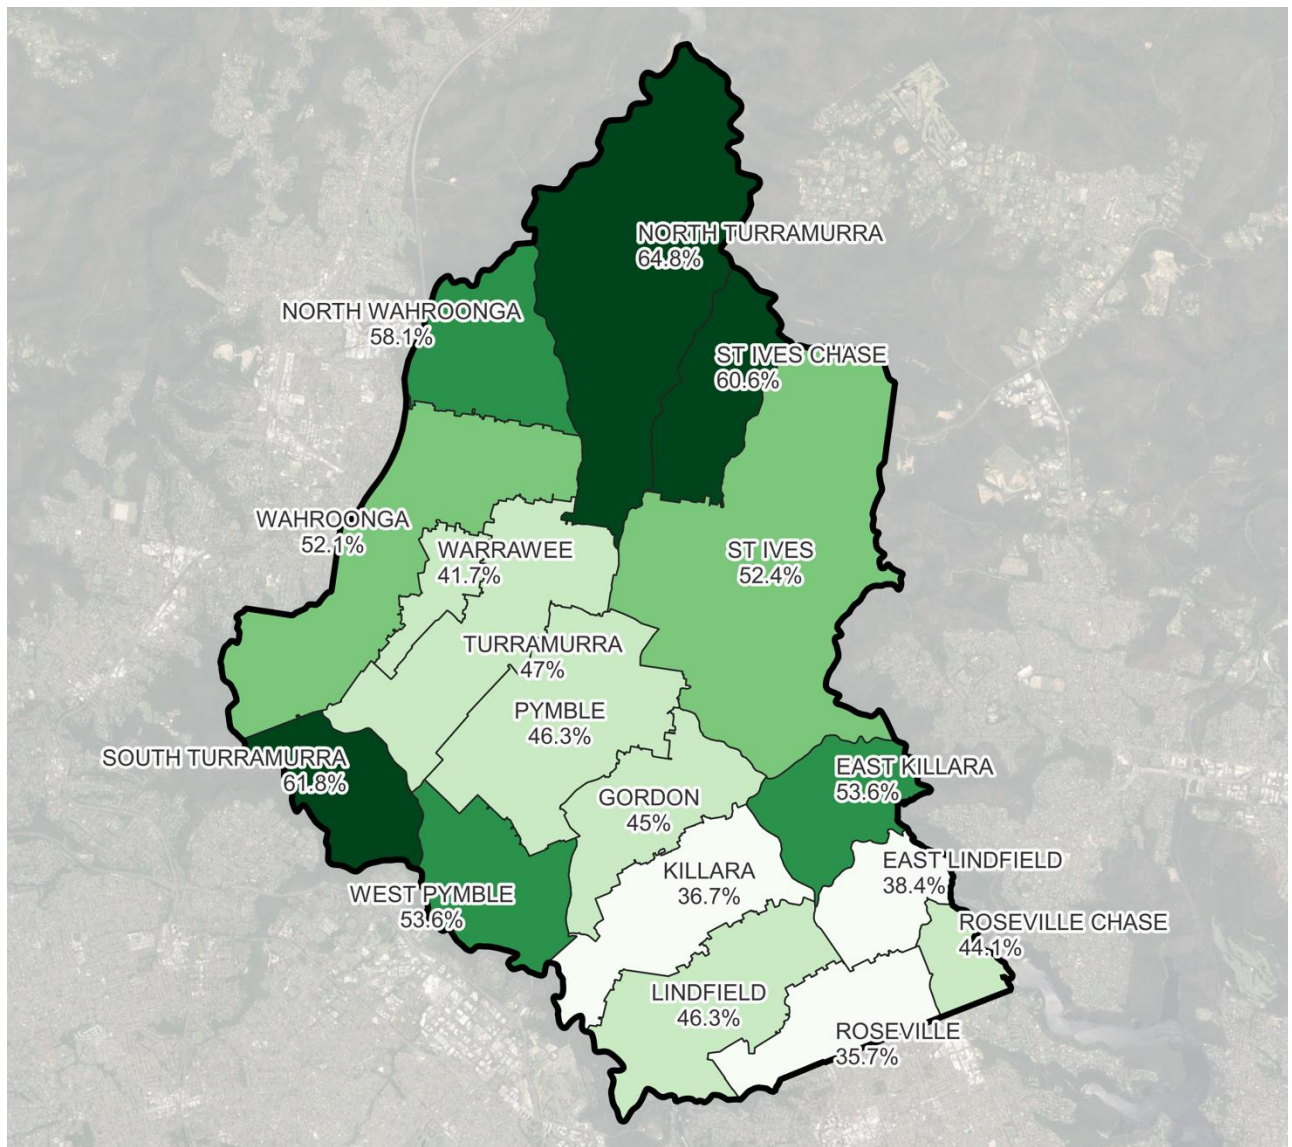 NORTH TURRAMURRA
64.8%
NORTH WAHROONGA
58.1%
ST IVES CHASE
60.6%
WAHROONGA
52.1%
WARRAWEE
41.7%
ST IVES
52.4%
TURRAMURRA
47%
PYMBLE
46.3%
SOUTH TURRAMURRA
61.8%
EAST KILLARA
53.6%
GORDON
45%
KILLARA
36.7%
EAST LINDFIELD
38.4%
WEST PYMBLE
53.6%
ROSEVILLE CHASE
44.1%
LINDFIELD
46.3%
ROSEVILLE
35.7%